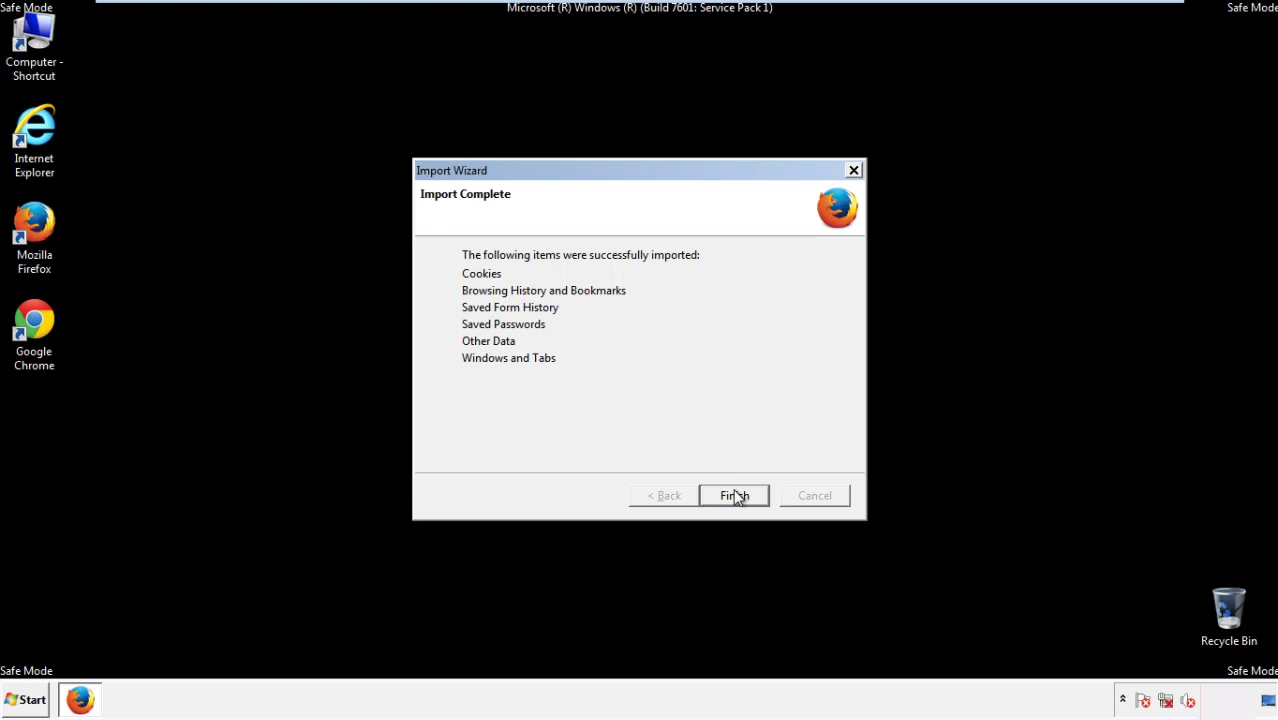 Safe Mode
Microsoft (R) Windows (R) (Build 7601: Service Pack 1)
Safe Mode
Computer -
Shortcut
Internet
Explorer
Mozilla
Firefox
Google
Chrome
Import Wizard
Import Complete
The following items were successfully imported:
Cookies
Browsing History and Bookmarks
Saved Form History
Saved Passwords
Other Data
Windows and Tabs
< Back
Finish
Cancel
Recycle Bin
Safe Mode
Safe Mode
Start